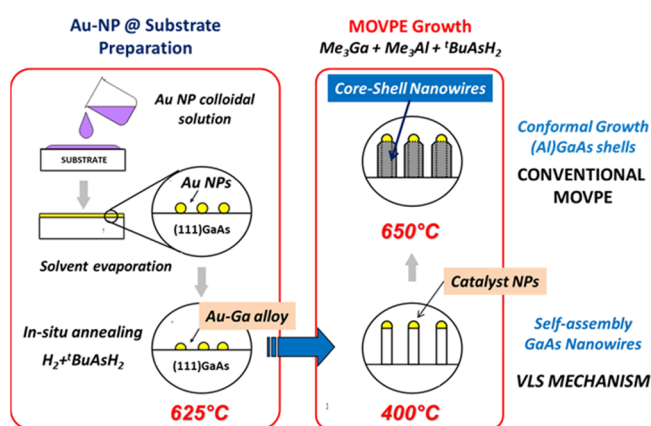 Au-NP @ Substrate
Preparation
Au NP colloidal
solution
SUBSTRATE
Au NPs
(111)GaAs
Solvent evaporation
Au-Ga alloy
In-situ annealing
H₂+ᵗBuAsH₂
(111)GaAs
625°C
MOVPE Growth
Me₃Ga + Me₃Al + ᵗBuAsH₂
Core-Shell Nanowires
650°C
Catalyst NPs
400°C
Conformal Growth
(Al)GaAs shells
CONVENTIONAL
MOVPE
Self-assembly
GaAs Nanowires
VLS MECHANISM